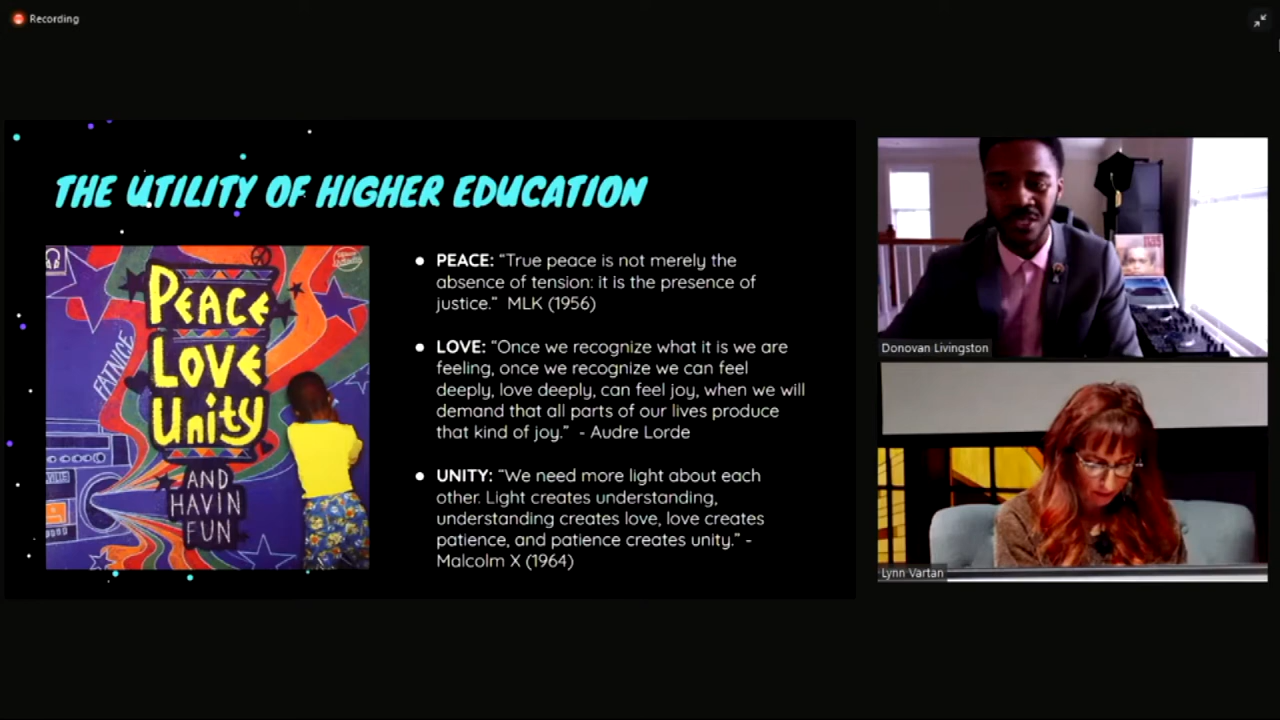 Recording
THE UTILITY OF HIGHER EDUCATION
PEACE
LOVE
Unity
AND
HAVIN
FUN
FATNICE
● PEACE: “True peace is not merely the
absence of tension: it is the presence of
justice.” MLK (1956)
● LOVE: “Once we recognize what it is we are
feeling, once we recognize we can feel
deeply, love deeply, can feel joy, when we will
demand that all parts of our lives produce
that kind of joy.” - Audre Lorde
● UNITY: “We need more light about each
other. Light creates understanding,
understanding creates love, love creates
patience, and patience creates unity.” -
Malcolm X (1964)
Donovan Livingston
Lynn Vartan